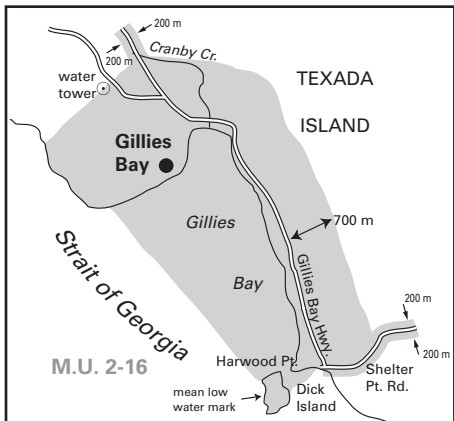 200 m
200 m
Cranby Cr.
water
tower
TEXADA
ISLAND
Gillies
Bay
Gillies
Bay
700 m
Gillies Bay Hwy.
Strait of Georgia
M.U. 2-16
200 m
200 m
Harwood Pt.
Shelter
Pt. Rd.
mean low
water mark
Dick
Island